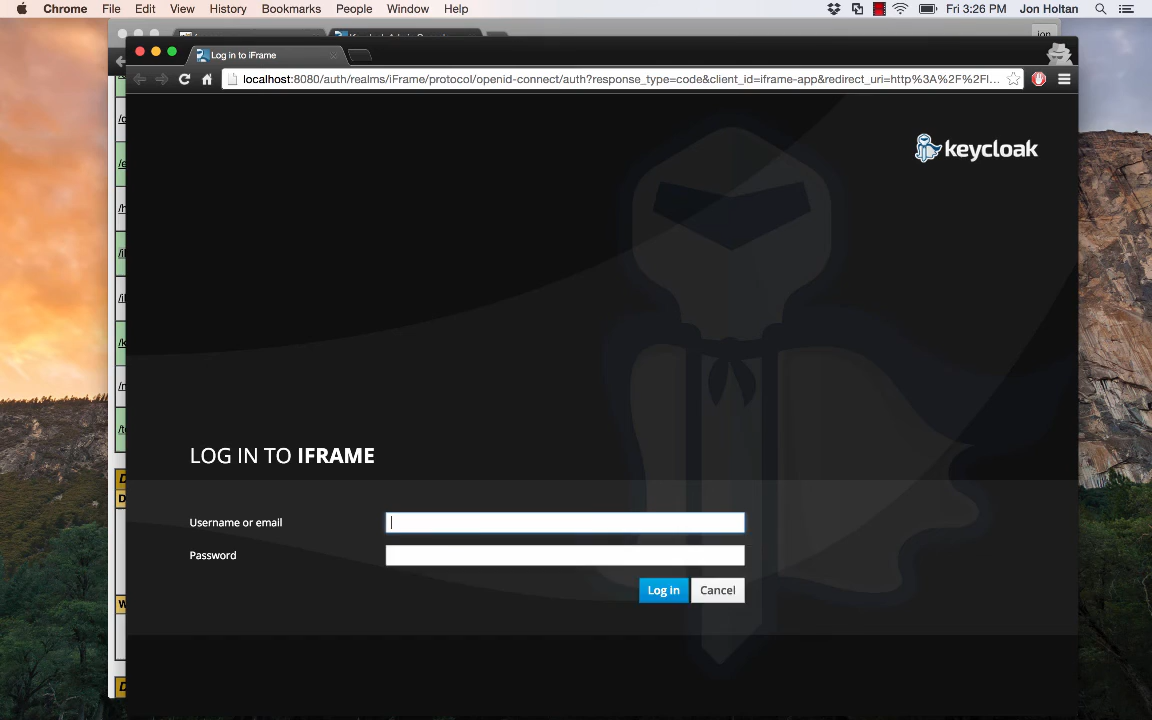 Chrome File Edit View History Bookmarks People Window Help Fri 3:26 PM Jon Holtan
jon
Log in to iFrame
localhost:8080/auth/realms/iFrame/protocol/openid-connect/auth?response_type=code&client_id=iframe-app&redirect_uri=http%3A%2F%2Fl...
keycloak
LOG IN TO IFRAME
Username or email
Password
Log in Cancel